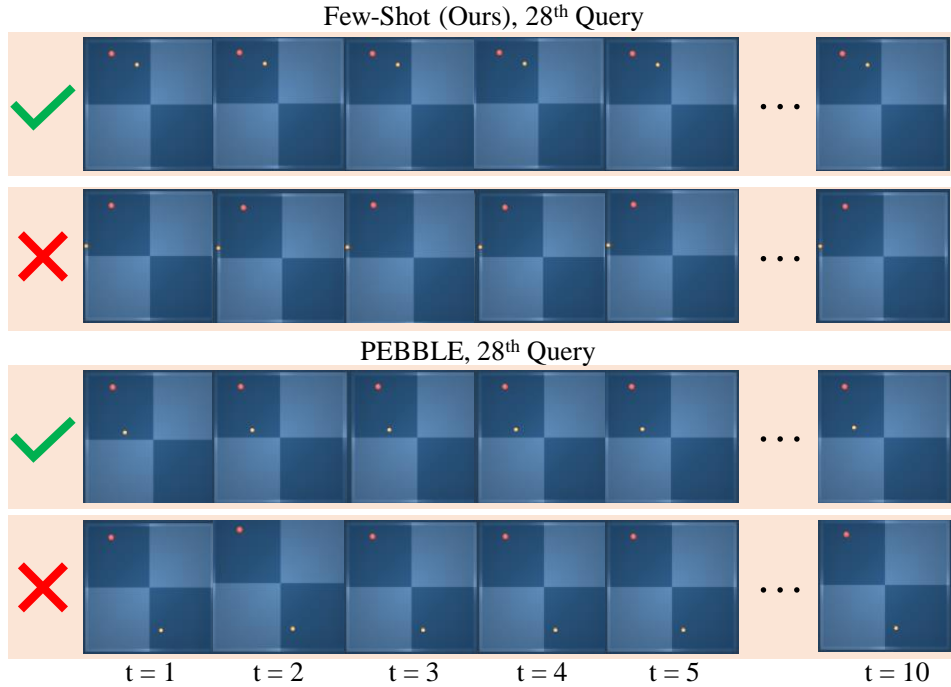 Few-Shot (Ours), 28th Query
...
...
PEBBLE, 28th Query
...
...
t = 1 t = 2 t = 3 t = 4 t = 5 t = 10